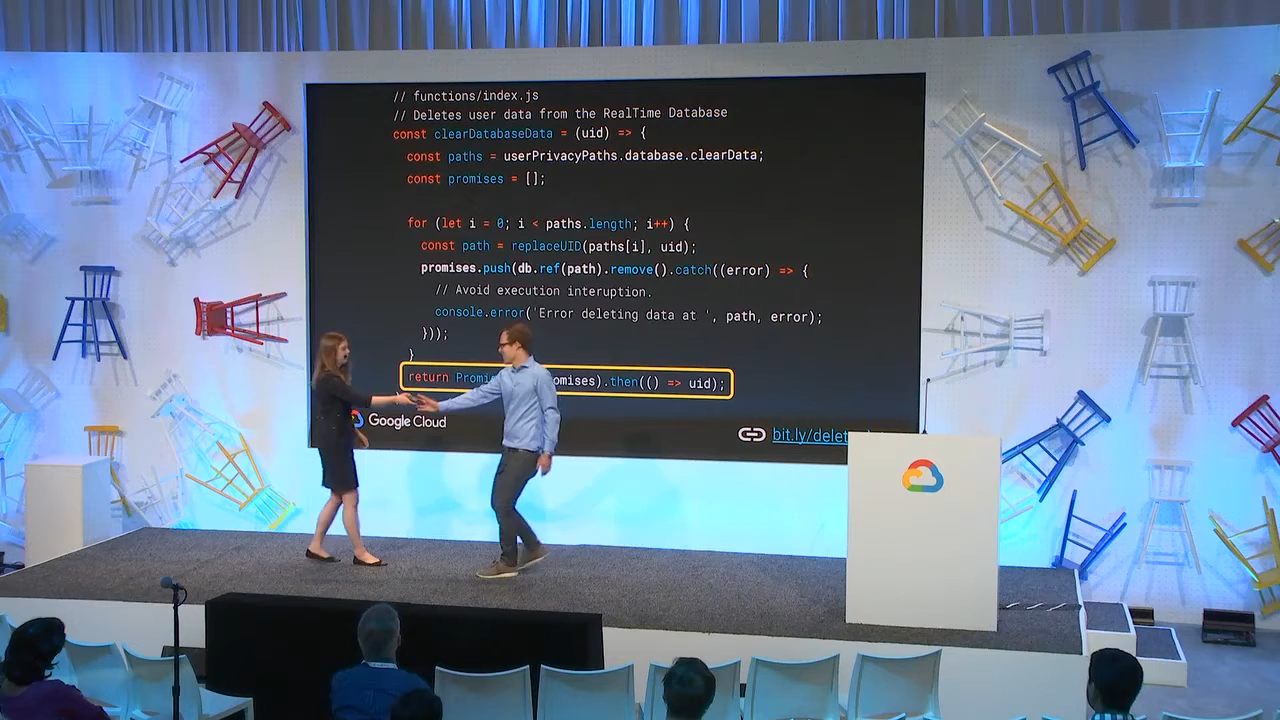 // functions/index.js
// Deletes user data from the RealTime Database
const clearDatabaseData = (uid) => {
const paths = userPrivacyPaths.database.clearData;
const promises = [];
for (let i = 0; i < paths.length; i++) {
const path = replaceUID(paths[i], uid);
promises.push(db.ref(path).remove().catch((error) => {
// Avoid execution interuption.
console.error('Error deleting data at ', path, error);
}));
}
return Promi omises).then(() => uid);
Google Cloud
bit.ly/delet